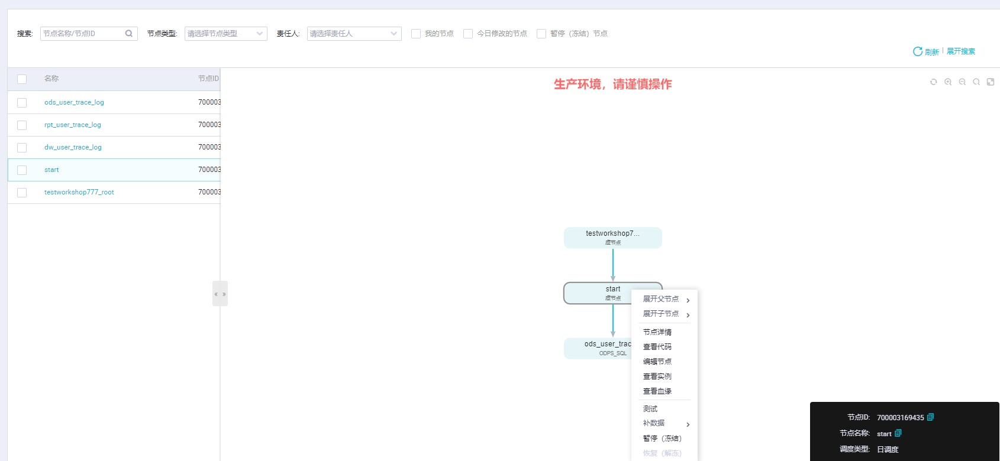 搜索: 节点名称/节点ID 节点类型: 请选择节点类型 责任人: 请选择责任人 我的节点 今日修改的节点 暂停（冻结）节点
刷新 展开搜索
名称 节点ID
生产环境，请谨慎操作
ods_user_trace_log 700003
rpt_user_trace_log 700003
dw_user_trace_log 700003
start 700003
testworkshop777_root 700003
testworkshop7...
虚节点
start
虚节点
ods_user_trac
ODPS_SQL
展开父节点
展开子节点
节点详情
查看代码
编辑节点
查看实例
查看血缘
测试
补数据
暂停（冻结）
恢复（解冻）
节点ID: 700003169435
节点名称: start
调度类型: 日调度